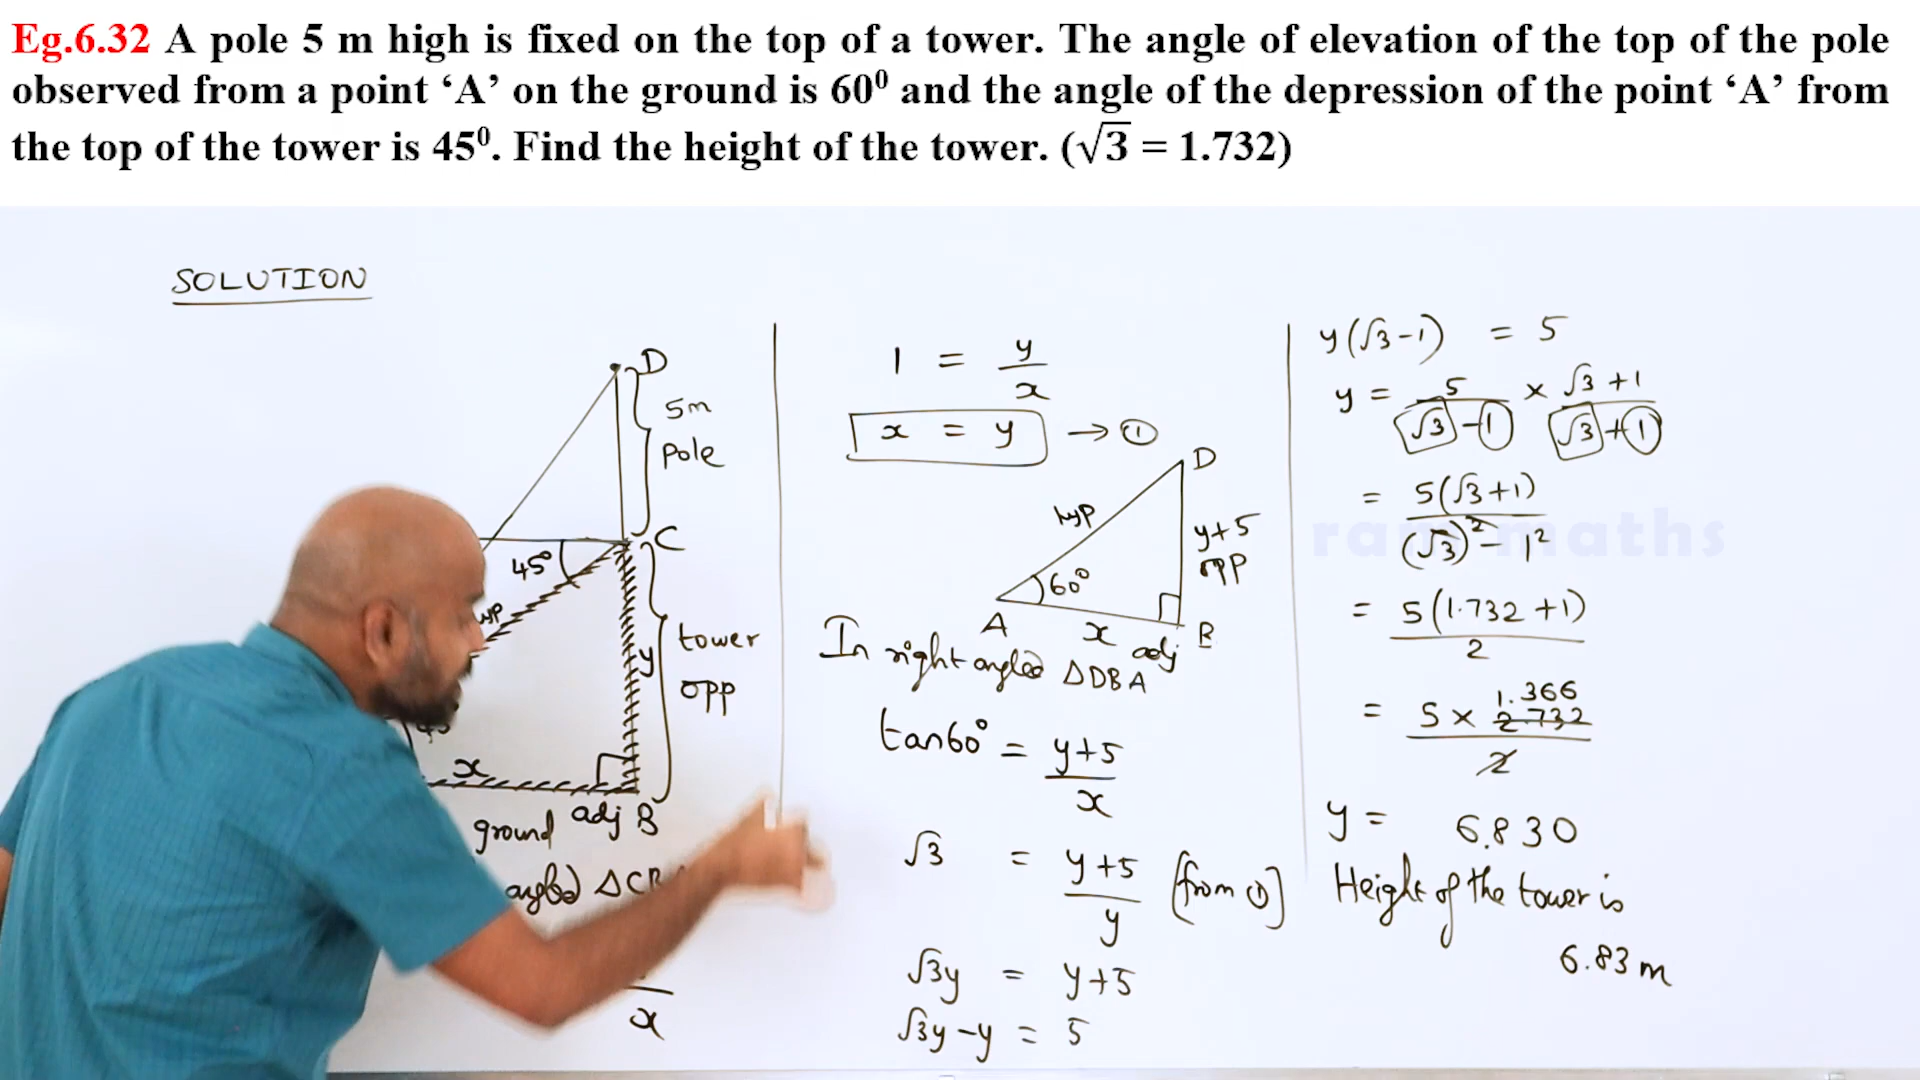 Eg.6.32 A pole 5 m high is fixed on the top of a tower. The angle of elevation of the top of the pole
observed from a point ‘A’ on the ground is 60⁰ and the angle of the depression of the point ‘A’ from
the top of the tower is 45⁰. Find the height of the tower. (√3 = 1.732)
SOLUTION
D
5m
pole
C
45°
tower
y
opp
x
adj B
ground
angled
x
1 = y/x
x = y → ①
D
hyp
y+5
opp
60°
A
x adj B
In right angled ΔDBA
tan60° = (y+5)/x
√3 = (y+5)/y [from ①]
√3y = y+5
√3y − y = 5
y(√3−1) = 5
y = 5/(√3−1) × (√3+1)/(√3+1)
= 5(√3+1)/((√3)² − 1²)
= 5(1.732+1)/2
1.366
= 5 × 2.732/2
y = 6.830
Height of the tower is
6.83 m
ram maths